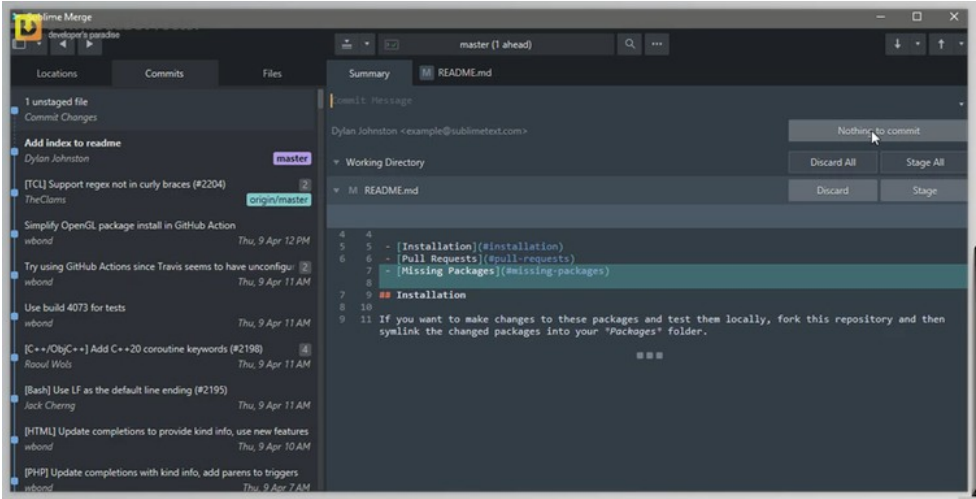 Sublime Merge
developer's paradise
master (1 ahead)
Locations
Commits
Files
1 unstaged file
Commit Changes
Add index to readme
Dylan Johnston
master
[TCL] Support regex not in curly braces (#2204)
2
TheClams
origin/master
Simplify OpenGL package install in GitHub Action
wbond
Thu, 9 Apr 12 PM
Try using GitHub Actions since Travis seems to have unconfigu
2
wbond
Thu, 9 Apr 11 AM
Use build 4073 for tests
wbond
Thu, 9 Apr 11 AM
[C++/ObjC++] Add C++20 coroutine keywords (#2198)
4
Raoul Wols
Thu, 9 Apr 11 AM
[Bash] Use LF as the default line ending (#2195)
Jack Cherng
Thu, 9 Apr 11 AM
[HTML] Update completions to provide kind info, use new features
wbond
Thu, 9 Apr 10 AM
[PHP] Update completions with kind info, add parens to triggers
wbond
Thu, 9 Apr 7 AM
Summary
M README.md
Commit Message
Dylan Johnston <example@sublimetext.com>
Nothing to commit
Working Directory
Discard All
Stage All
M README.md
Discard
Stage
4 4
5 5 - [Installation](#installation)
6 6 - [Pull Requests](#pull-requests)
7 - [Missing Packages](#missing-packages)
8
7 9 ## Installation
8 10
9 11 If you want to make changes to these packages and test them locally, fork this repository and then
symlink the changed packages into your *Packages* folder.